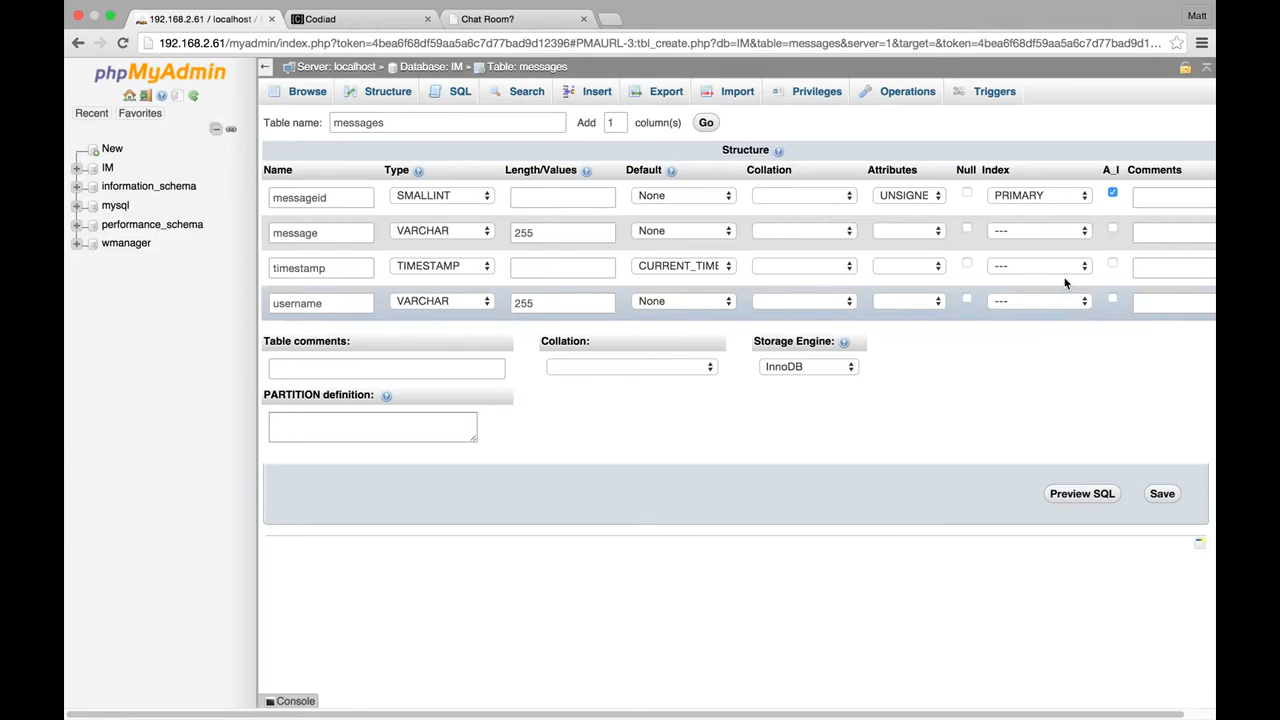 192.168.2.61 / localhost /
Codiad
Chat Room?
Matt
192.168.2.61/myadmin/index.php?token=4bea6f68df59aa5a6c7d77bad9d12396#PMAURL-3:tbl_create.php?db=IM&table=messages&server=1&target=&token=4bea6f68df59aa5a6c7d77bad9d1...
phpMyAdmin
Recent Favorites
New
IM
information_schema
mysql
performance_schema
wmanager
Server: localhost » Database: IM » Table: messages
Browse Structure SQL Search Insert Export Import Privileges Operations Triggers
Table name: messages Add 1 column(s) Go
Structure
Name Type Length/Values Default Collation Attributes Null Index A_I Comments
messageid SMALLINT None UNSIGNE PRIMARY
message VARCHAR 255 None ---
timestamp TIMESTAMP CURRENT_TIME ---
username VARCHAR 255 None ---
Table comments: Collation: Storage Engine:
InnoDB
PARTITION definition:
Preview SQL Save
Console